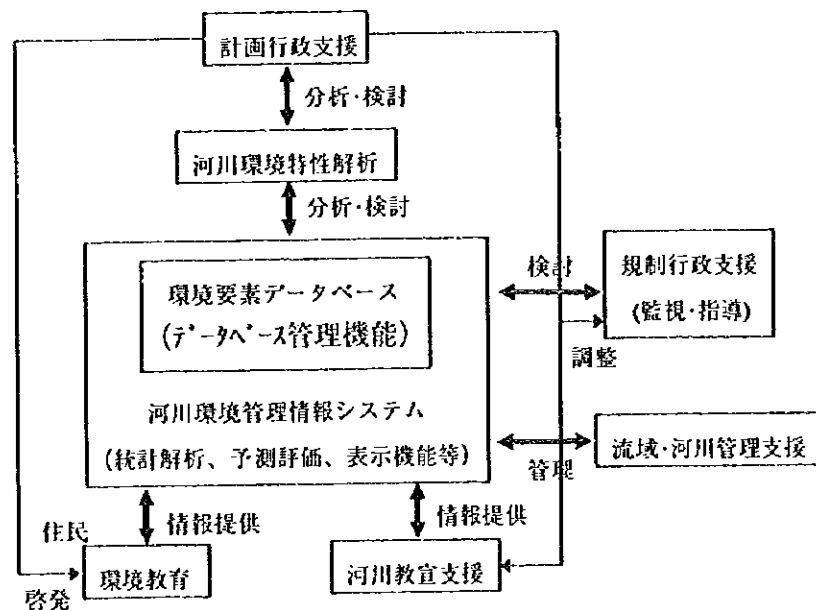 計画行政支援
分析・検討
河川環境特性解析
分析・検討
環境要素データベース
(データベース管理機能)
河川環境管理情報システム
(統計解析、予測評価、表示機能等)
検討
規制行政支援
(監視・指導)
調整
管理
流域・河川管理支援
住民
情報提供
情報提供
環境教育
河川教宣支援
啓発